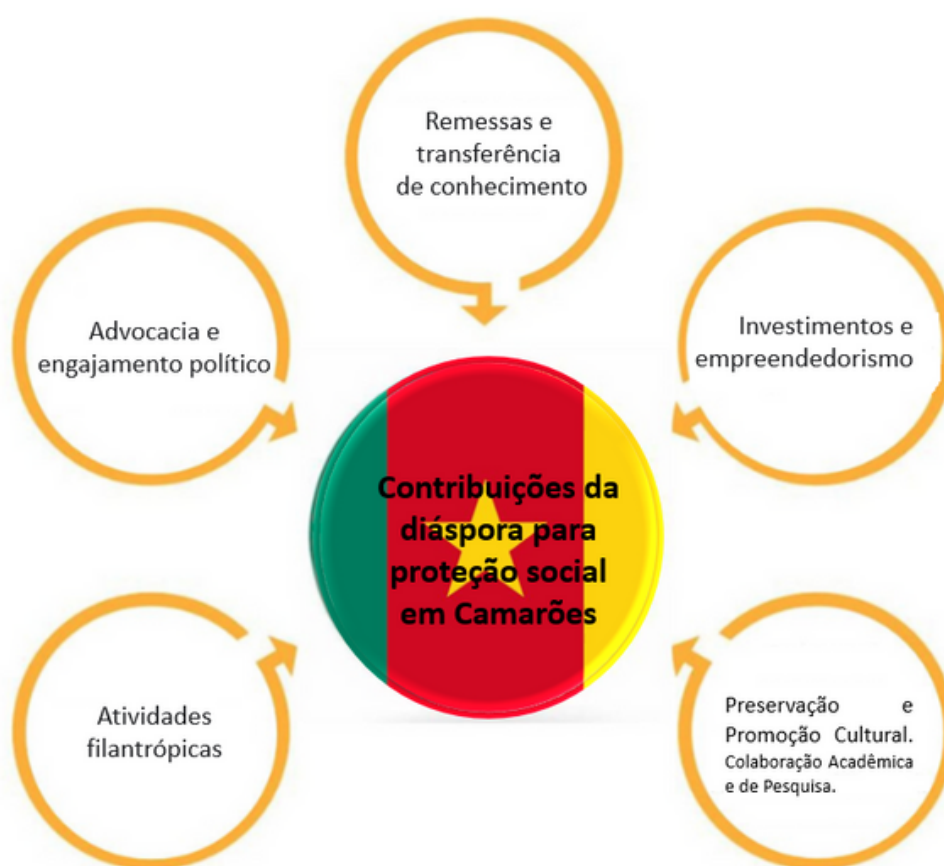 Remessas e
transferência
de conhecimento
Advocacia e
engajamento político
Investimentos e
empreendedorismo
Contribuições da
diáspora para
proteção social
em Camarões
Atividades
filantrópicas
Preservação e
Promoção Cultural.
Colaboração Acadêmica
e de Pesquisa.